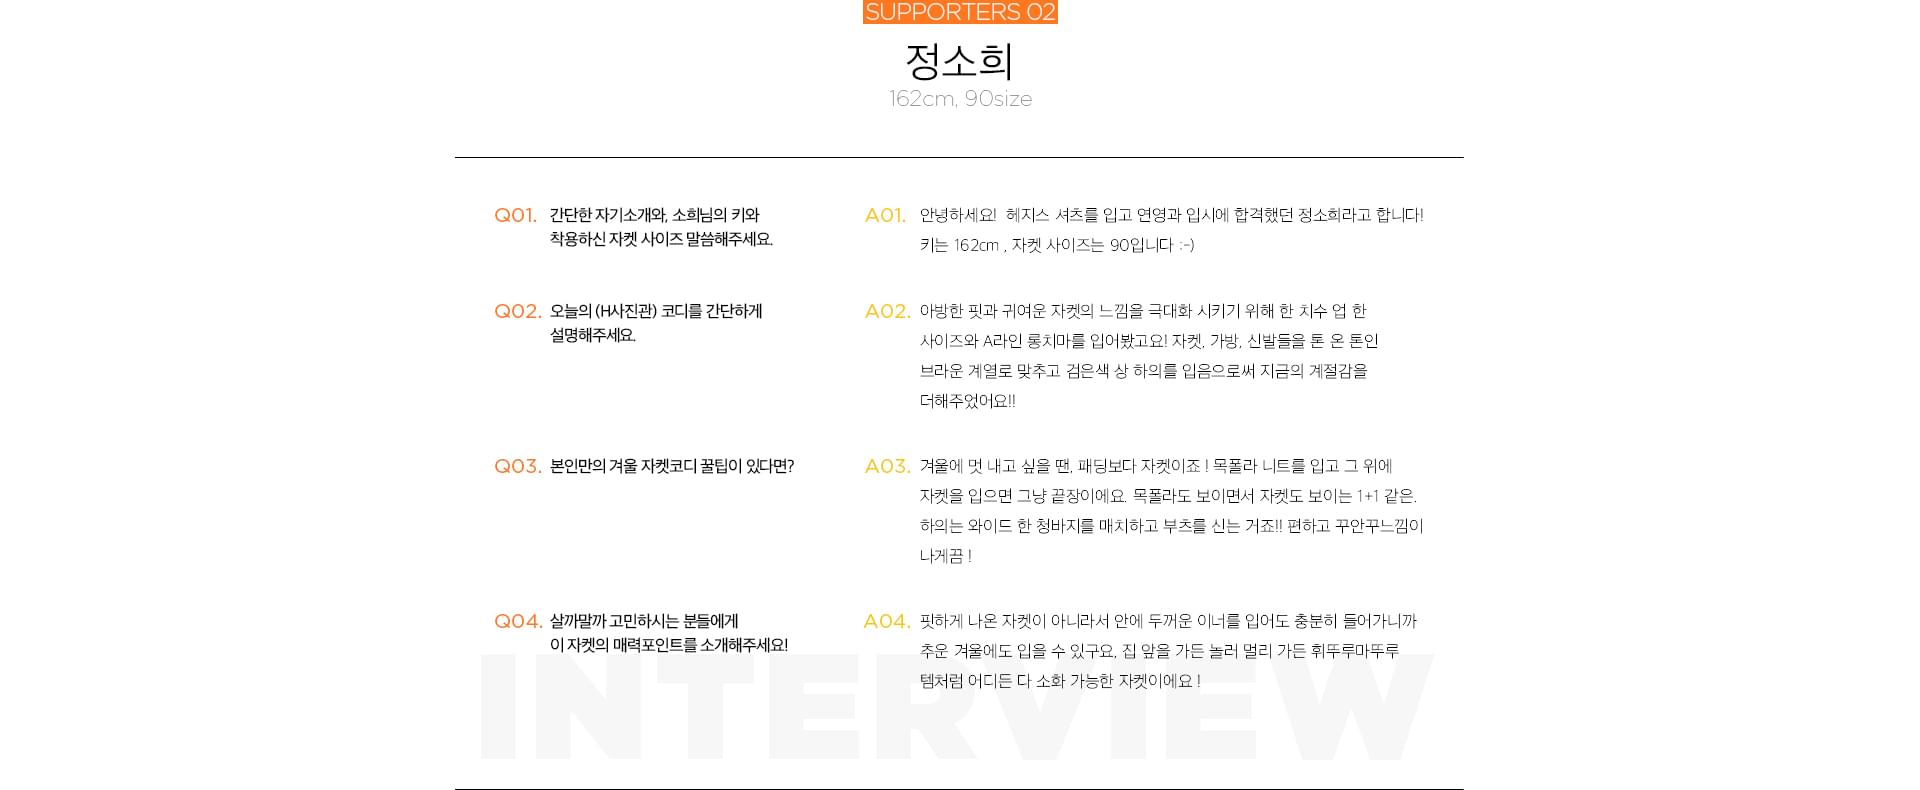 SUPPORTERS 02
정소희
162cm, 90size
Q01. 간단한 자기소개와, 소희님의 키와
착용하신 자켓 사이즈 말씀해주세요.
A01. 안녕하세요! 헤지스 셔츠를 입고 연영과 입시에 합격했던 정소희라고 합니다!
키는 162cm , 자켓 사이즈는 90입니다 :-)
Q02. 오늘의 (H사진관) 코디를 간단하게
설명해주세요.
A02. 아방한 핏과 귀여운 자켓의 느낌을 극대화 시키기 위해 한 치수 업 한
사이즈와 A라인 롱치마를 입어봤고요! 자켓, 가방, 신발들을 톤 온 톤인
브라운 계열로 맞추고 검은색 상 하의를 입음으로써 지금의 계절감을
더해주었어요!!
Q03. 본인만의 겨울 자켓코디 꿀팁이 있다면?
A03. 겨울에 멋 내고 싶을 땐, 패딩보다 자켓이죠 ! 목폴라 니트를 입고 그 위에
자켓을 입으면 그냥 끝장이에요. 목폴라도 보이면서 자켓도 보이는 1+1 같은.
하의는 와이드 한 청바지를 매치하고 부츠를 신는 거죠!! 편하고 꾸안꾸느낌이
나게끔 !
Q04. 살까말까 고민하시는 분들에게
이 자켓의 매력포인트를 소개해주세요!
A04. 핏하게 나온 자켓이 아니라서 안에 두꺼운 이너를 입어도 충분히 들어가니까
추운 겨울에도 입을 수 있구요, 집 앞을 가든 놀러 멀리 가든 휘뚜루마뚜루
템처럼 어디든 다 소화 가능한 자켓이에요 !
INTERVIEW